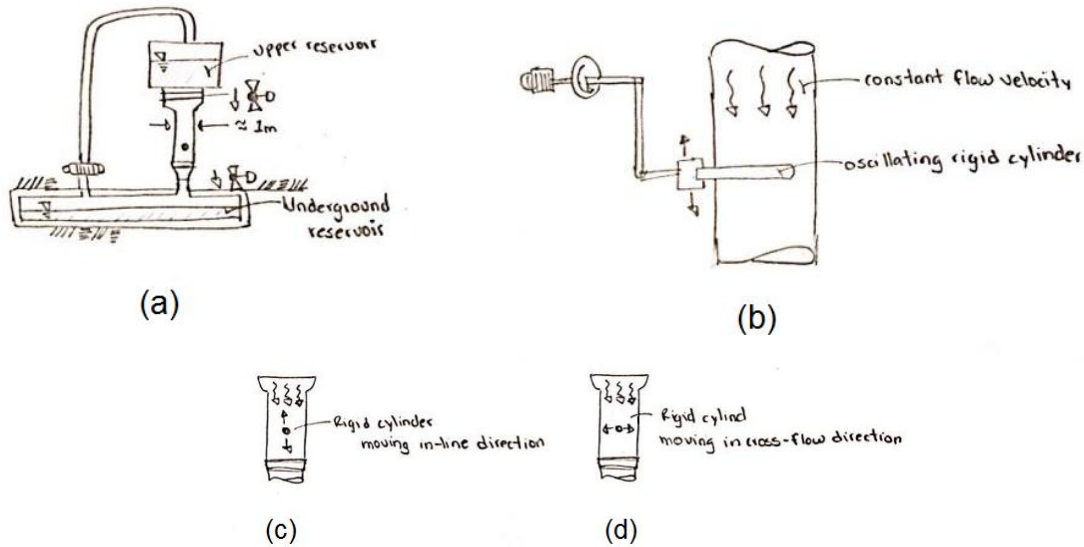 upper reservoir
≈ 1m
Underground
reservoir
(a)
constant flow velocity
oscillating rigid cylinder
(b)
Rigid cylinder
moving in-line direction
(c)
Rigid cylind
moving in cross-flow direction
(d)